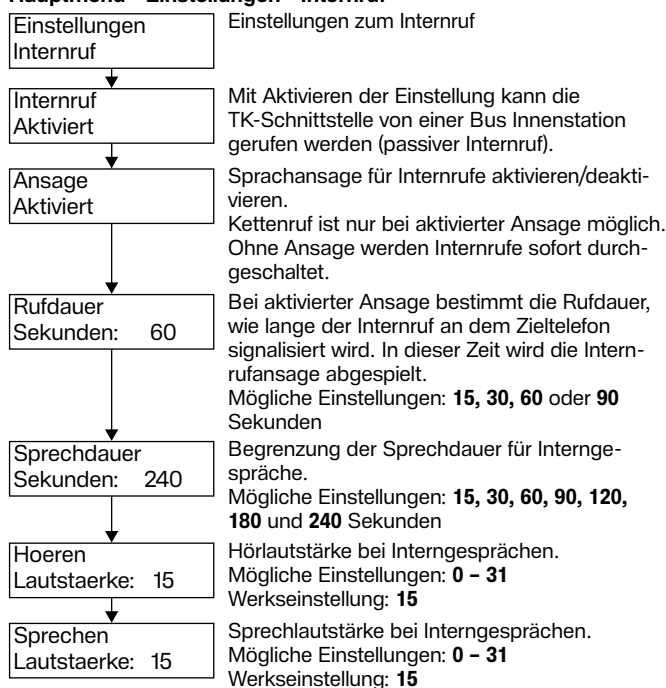 Einstellungen
Internruf
Einstellungen zum Internruf
Internruf
Aktiviert
Mit Aktivieren der Einstellung kann die
TK-Schnittstelle von einer Bus Innenstation
gerufen werden (passiver Internruf).
Ansage
Aktiviert
Sprachansage für Internrufe aktivieren/deakti-
vieren.
Kettenruf ist nur bei aktivierter Ansage möglich.
Ohne Ansage werden Internrufe sofort durch-
geschaltet.
Rufdauer
Sekunden: 60
Bei aktivierter Ansage bestimmt die Rufdauer,
wie lange der Internruf an dem Zieltelefon
signalisiert wird. In dieser Zeit wird die Intern-
rufansage abgespielt.
Mögliche Einstellungen: 15, 30, 60 oder 90
Sekunden
Sprechdauer
Sekunden: 240
Begrenzung der Sprechdauer für Internge-
spräche.
Mögliche Einstellungen: 15, 30, 60, 90, 120,
180 und 240 Sekunden
Hoeren
Lautstaerke: 15
Hörlautstärke bei Interngesprächen.
Mögliche Einstellungen: 0 – 31
Werkseinstellung: 15
Sprechen
Lautstaerke: 15
Sprechlautstärke bei Interngesprächen.
Mögliche Einstellungen: 0 – 31
Werkseinstellung: 15